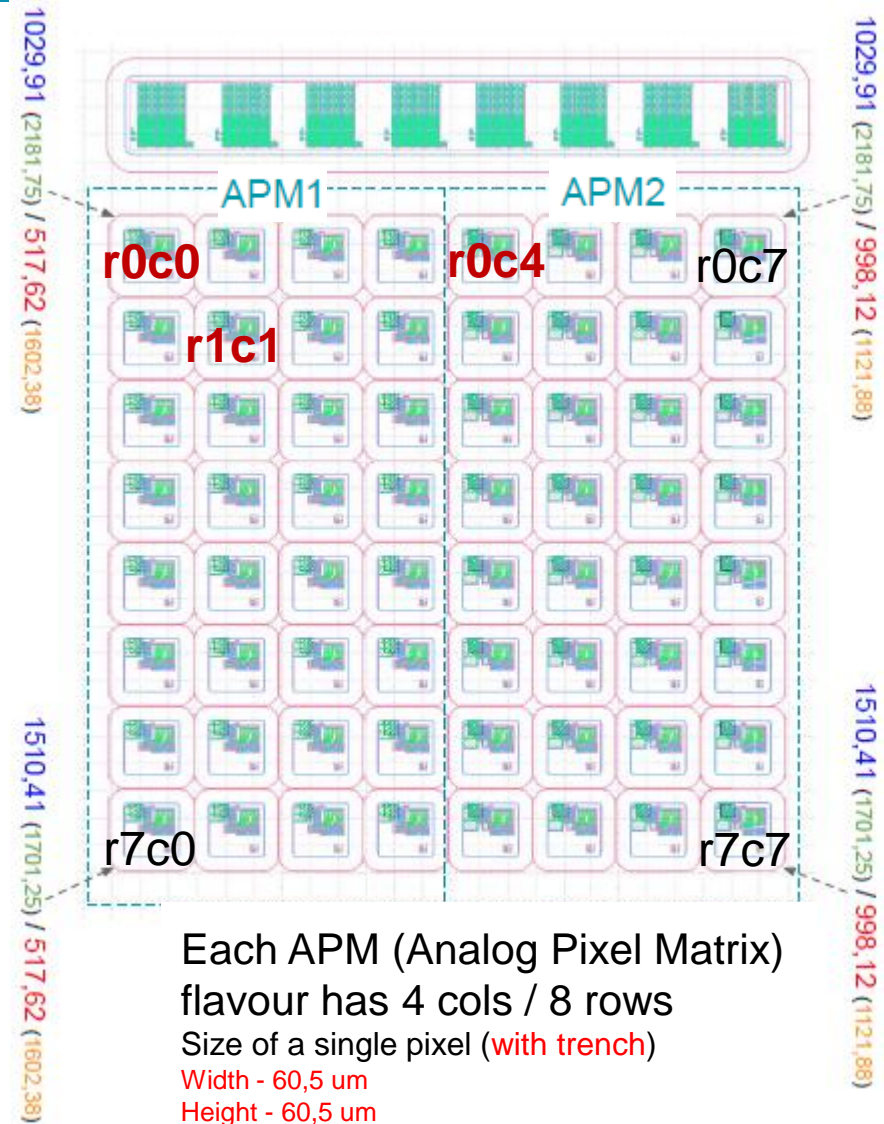 1029,91 (2181,75) / 517,62 (1602,38)
1029,91 (2181,75) / 998,12 (1121,88)
APM1
APM2
r0c0
r0c4
r0c7
r1c1
r7c0
r7c7
1510,41 (1701,25) / 517,62 (1602,38)
1510,41 (1701,25) / 998,12 (1121,88)
Each APM (Analog Pixel Matrix)
flavour has 4 cols / 8 rows
Size of a single pixel (with trench)
Width - 60,5 um
Height - 60,5 um